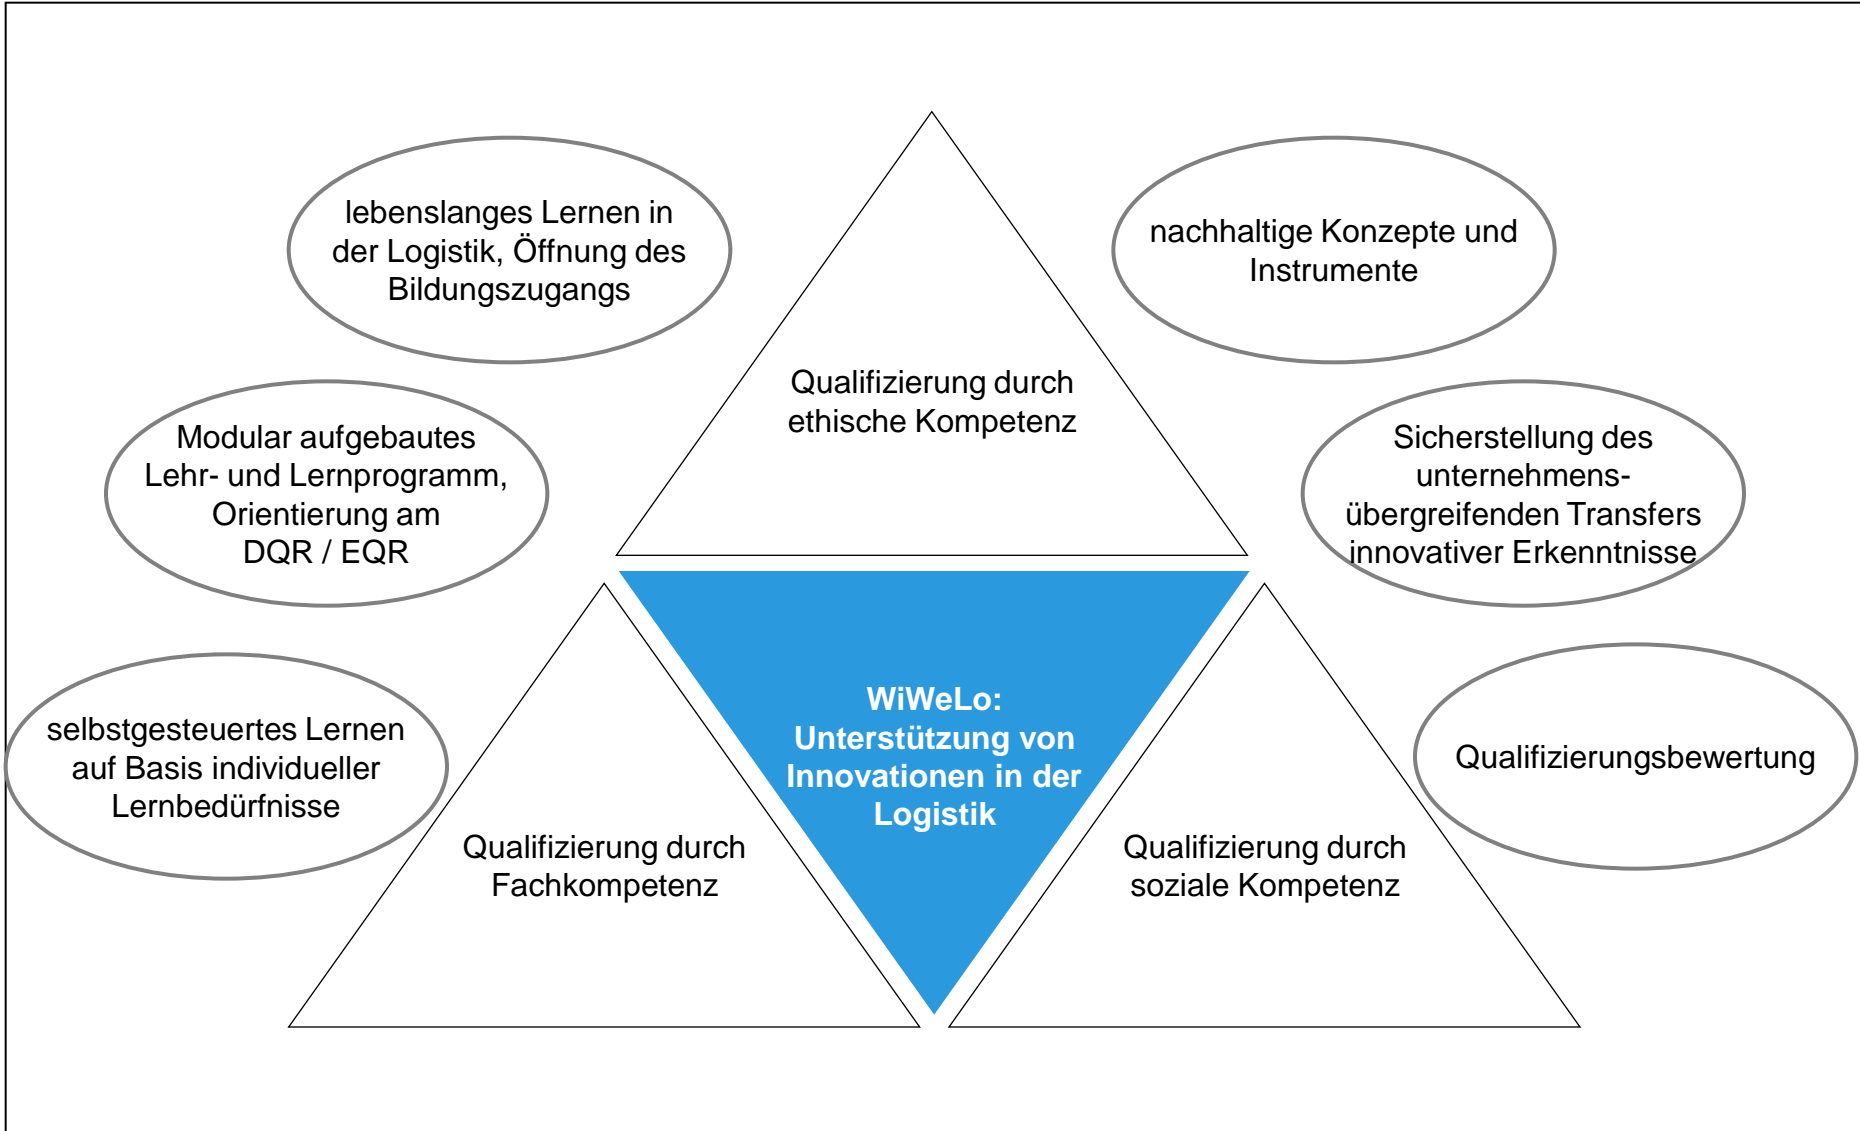 lebenslanges Lernen in
der Logistik, Öffnung des
Bildungszugangs
nachhaltige Konzepte und
Instrumente
Qualifizierung durch
ethische Kompetenz
Modular aufgebautes
Lehr- und Lernprogramm,
Orientierung am
DQR / EQR
Sicherstellung des
unternehmens-
übergreifenden Transfers
innovativer Erkenntnisse
selbstgesteuertes Lernen
auf Basis individueller
Lernbedürfnisse
WiWeLo:
Unterstützung von
Innovationen in der
Logistik
Qualifizierungsbewertung
Qualifizierung durch
Fachkompetenz
Qualifizierung durch
soziale Kompetenz